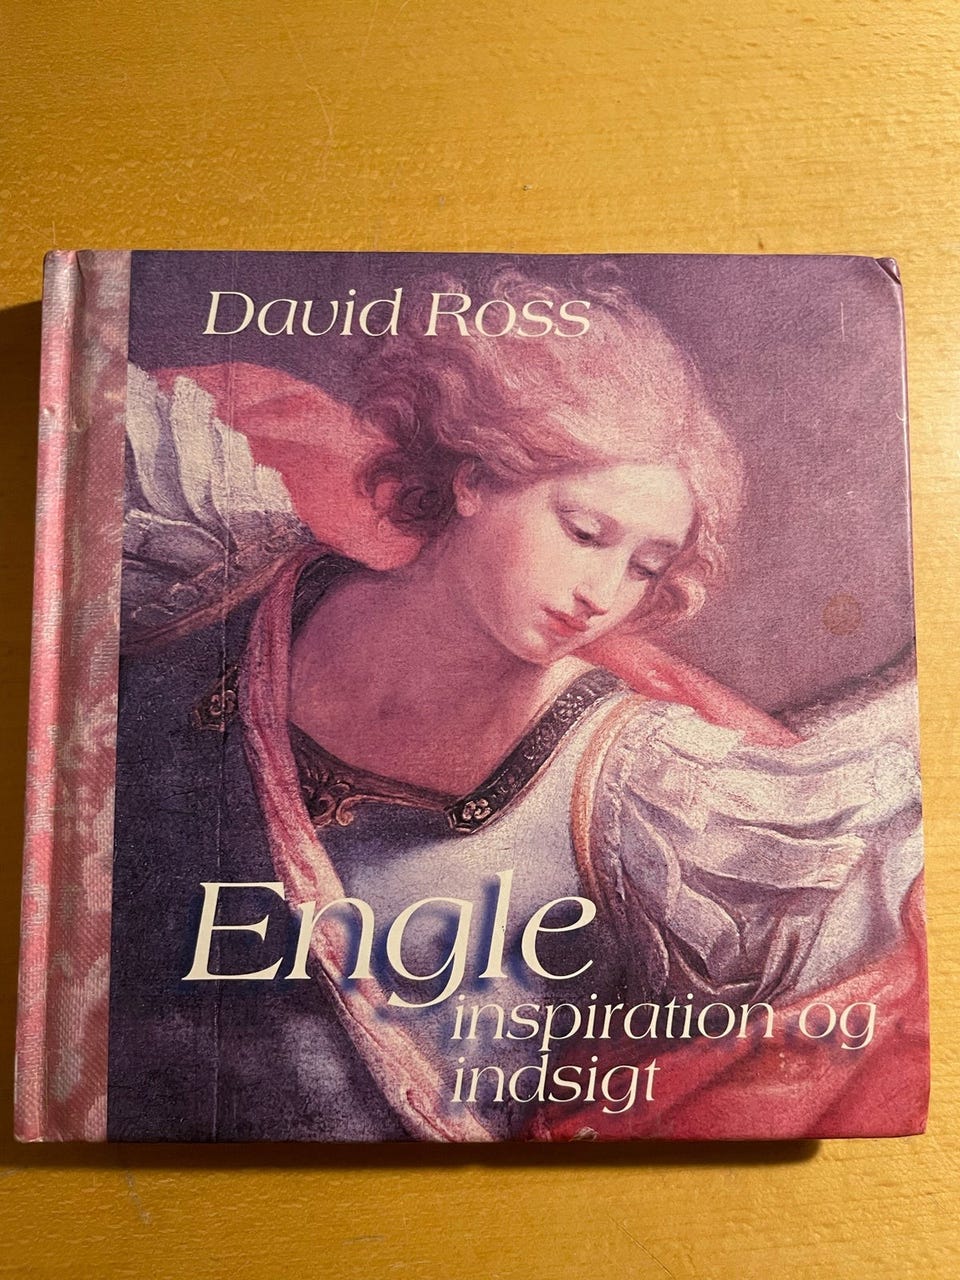 David Ross
Engle
inspiration og
indsigt